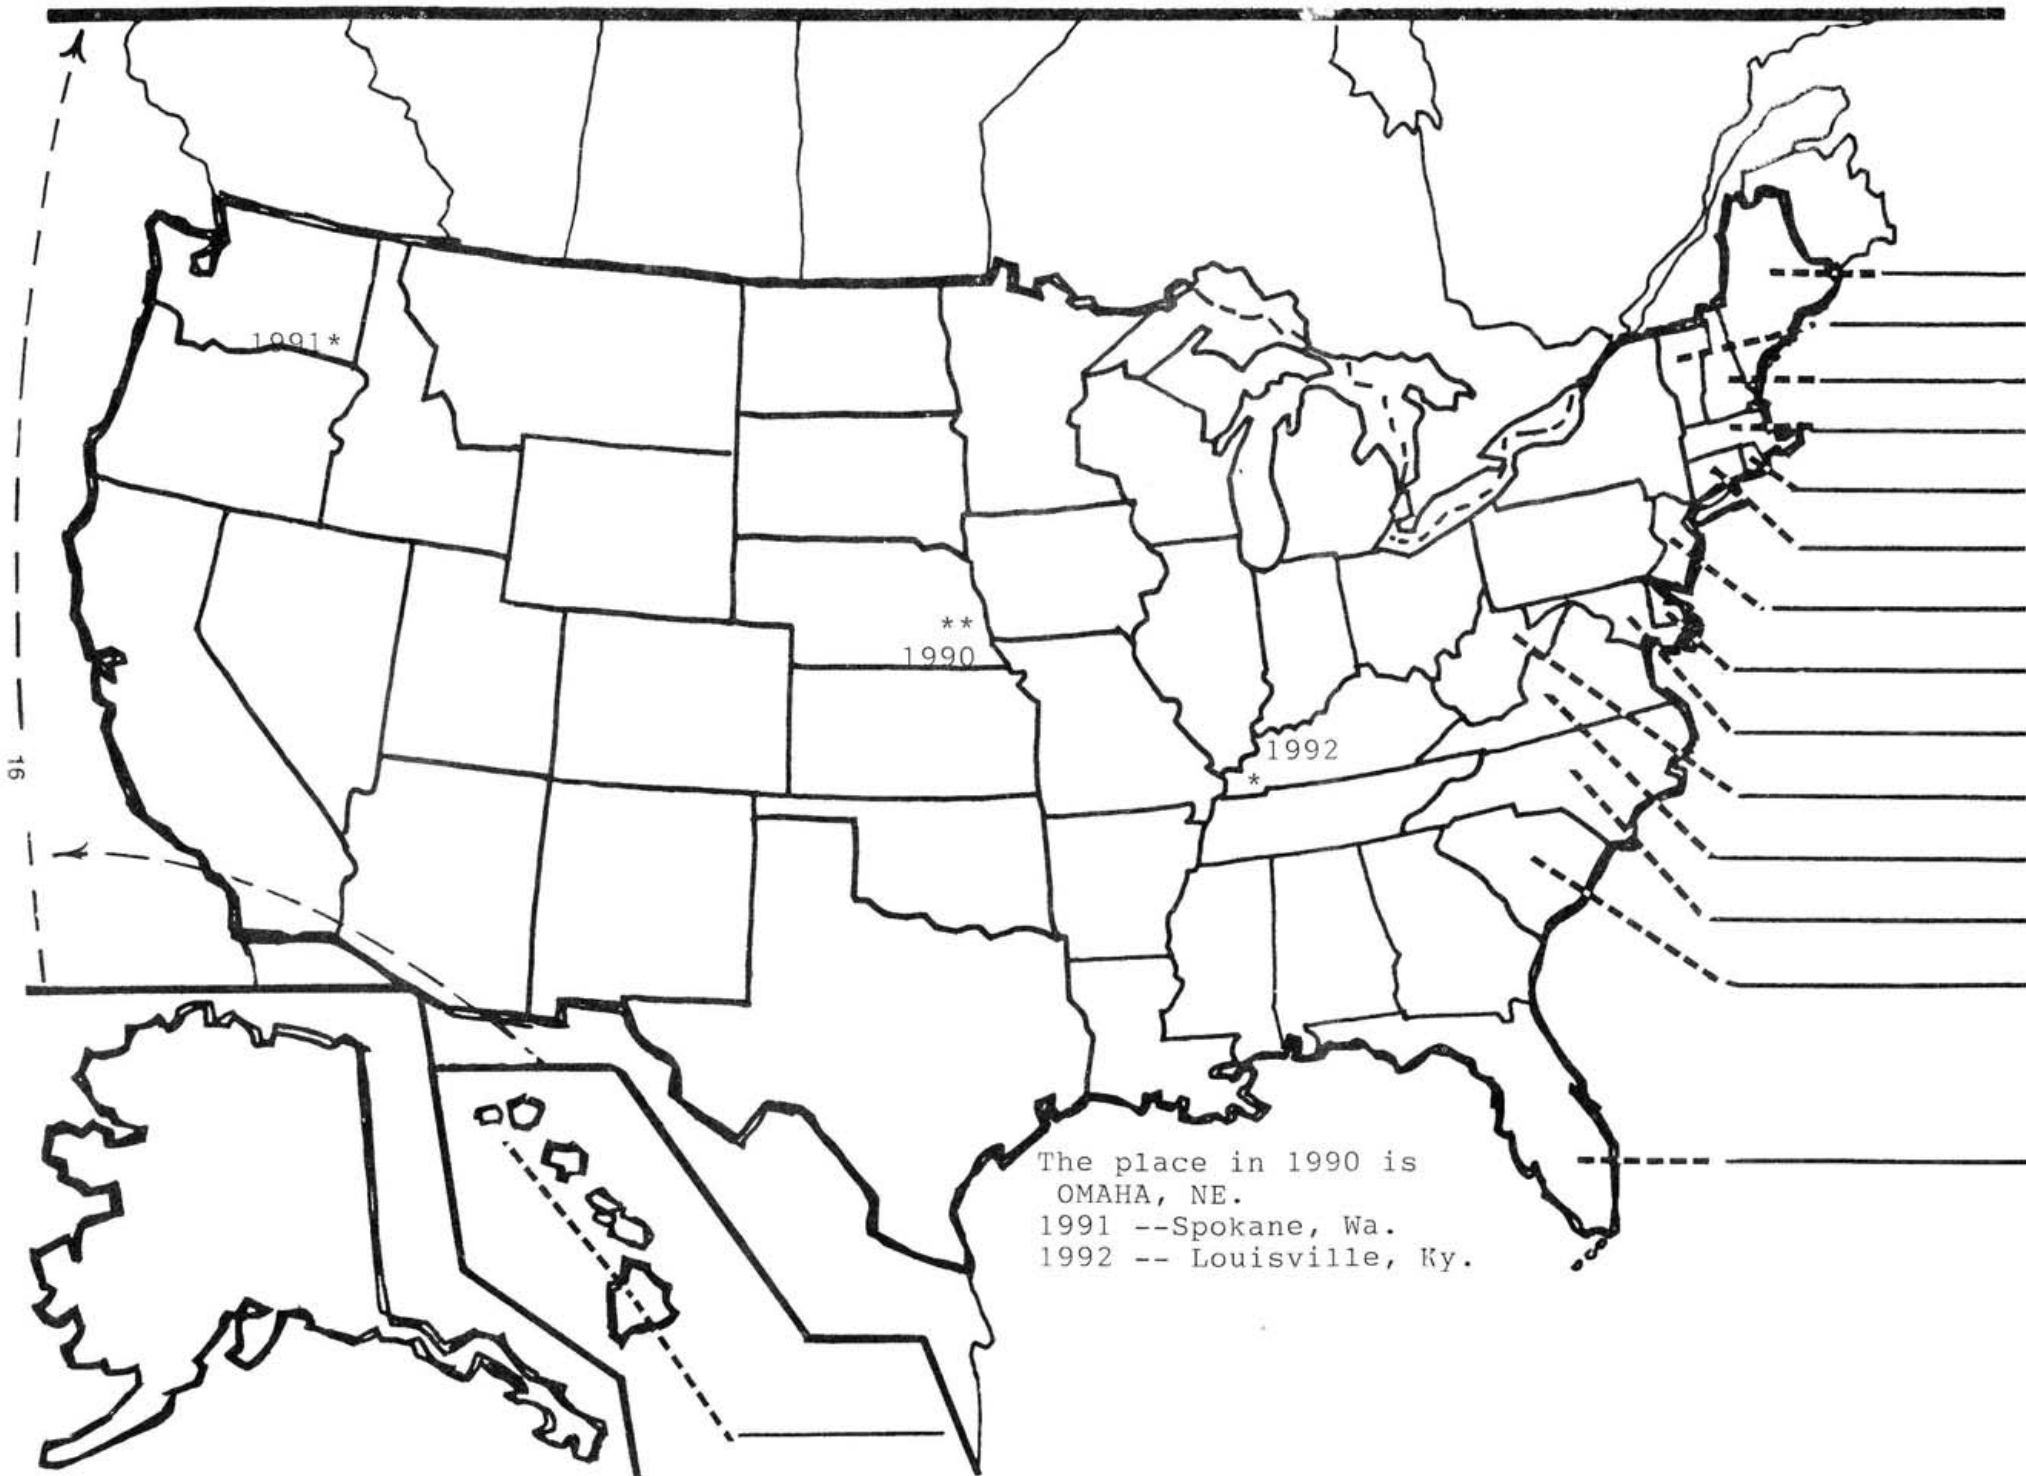 1991*
**
1990
16
1992
*
The place in 1990 is
OMAHA, NE.
1991 --Spokane, Wa.
1992 -- Louisville, Ky.